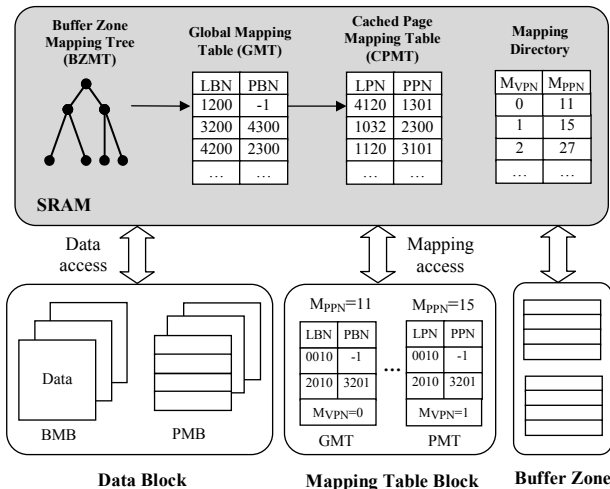 Buffer Zone
Mapping Tree
(BZMT)
Global Mapping
Table (GMT)
LBN PBN
1200 -1
3200 4300
4200 2300
... ...
Cached Page
Mapping Table
(CPMT)
LPN PPN
4120 1301
1032 2300
1120 3101
... ...
Mapping
Directory
MVPN MPPN
0 11
1 15
2 27
... ...
SRAM
Data
access
Mapping
access
Data
BMB
PMB
Data Block
MPPN=11
LBN PBN
0010 -1
2010 3201
MVPN=0
GMT
...
MPPN=15
LPN PPN
0010 -1
2010 3201
MVPN=1
PMT
Mapping Table Block
Buffer Zone